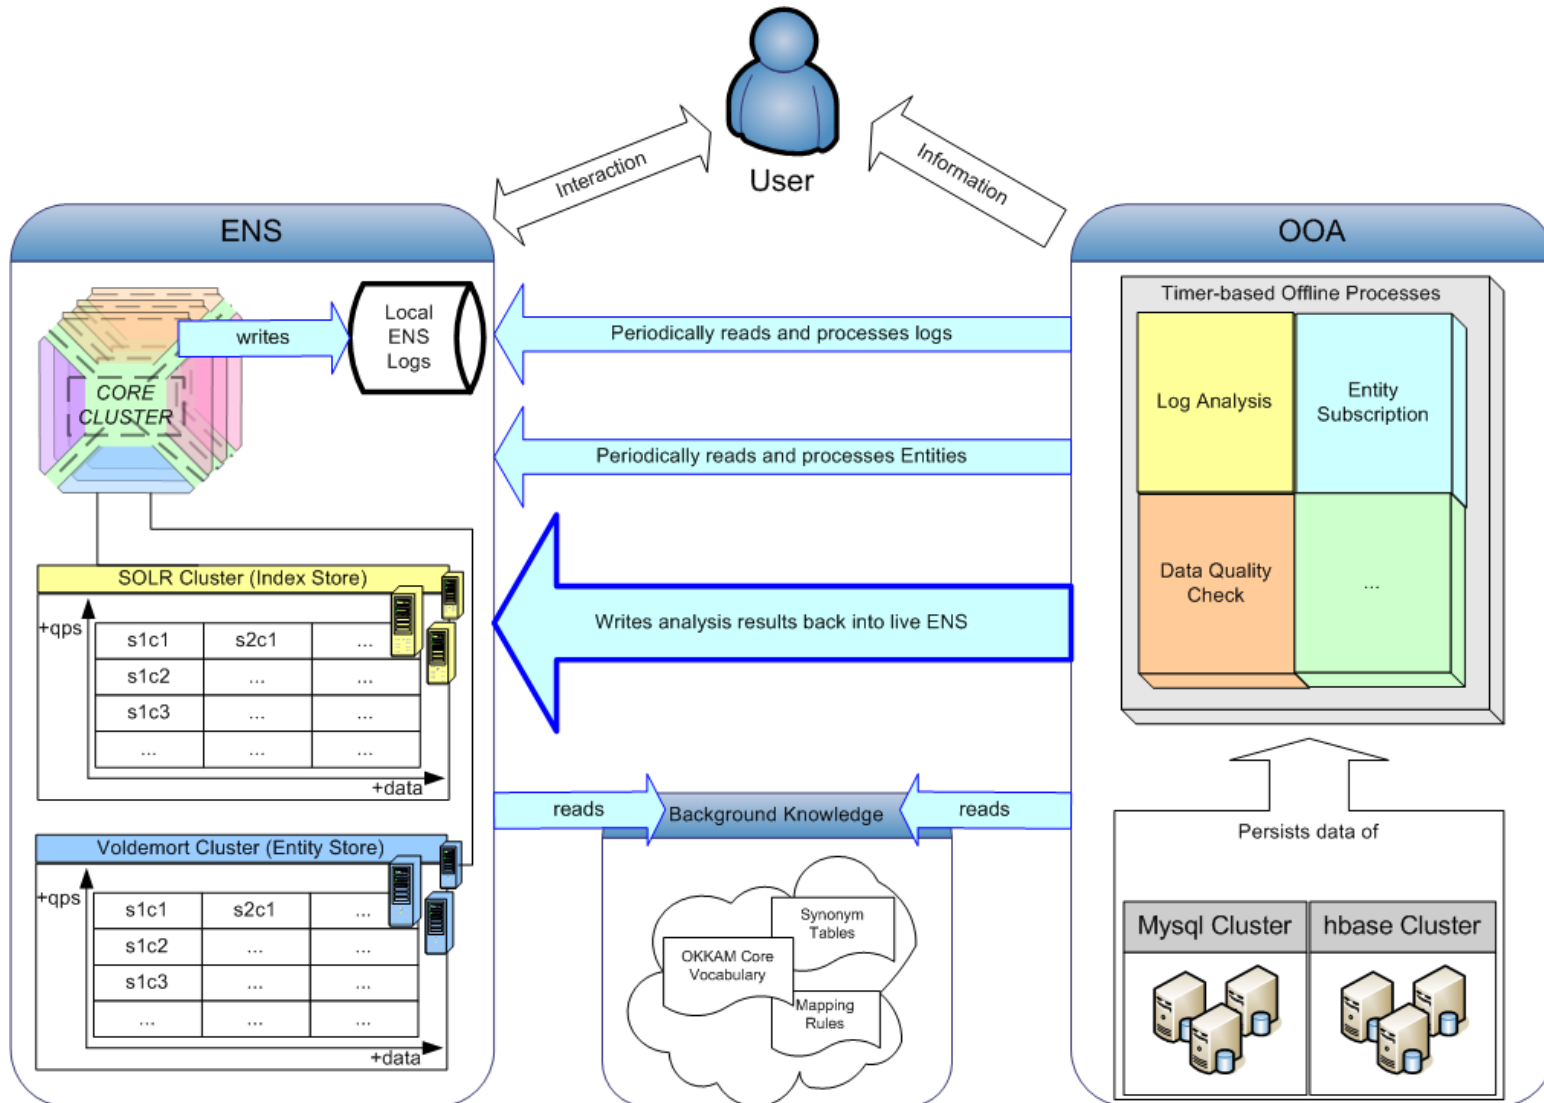 User
Interaction
Information
ENS
CORE
CLUSTER
writes
Local
ENS
Logs
SOLR Cluster (Index Store)
+qps
s1c1 s2c1 ...
s1c2 ... ...
s1c3 ... ...
... ... ...
+data
Voldemort Cluster (Entity Store)
+qps
s1c1 s2c1 ...
s1c2 ... ...
s1c3 ... ...
... ... ...
+data
Periodically reads and processes logs
Periodically reads and processes Entities
Writes analysis results back into live ENS
reads
Background Knowledge
reads
Synonym
Tables
OKKAM Core
Vocabulary
Mapping
Rules
OOA
Timer-based Offline Processes
Log Analysis
Entity
Subscription
Data Quality
Check
...
Persists data of
Mysql Cluster
hbase Cluster